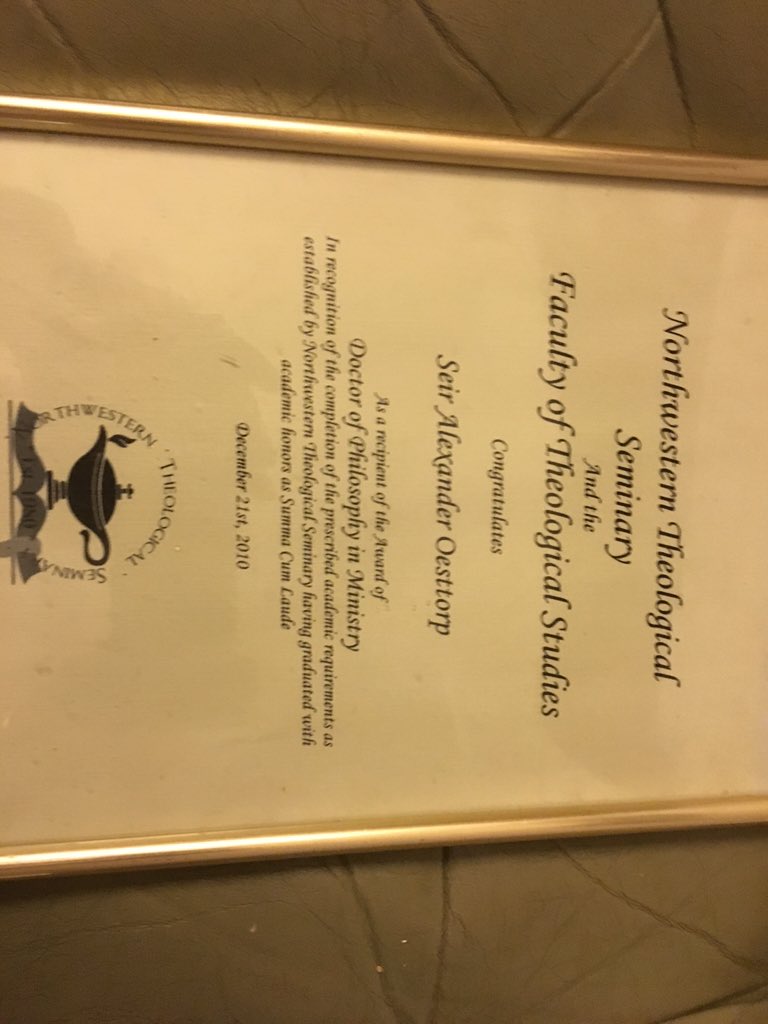 Northwestern Theological
Seminary
And the
Faculty of Theological Studies
Congratulates
Seir Alexander Oesttorp
As a recipient of the Award of
Doctor of Philosophy in Ministry
In recognition of the completion of the prescribed academic requirements as
established by Northwestern Theological Seminary having graduated with
academic honors as Summa Cum Laude
December 21st, 2010
NORTHWESTERN · THEOLOGICAL · SEMINARY